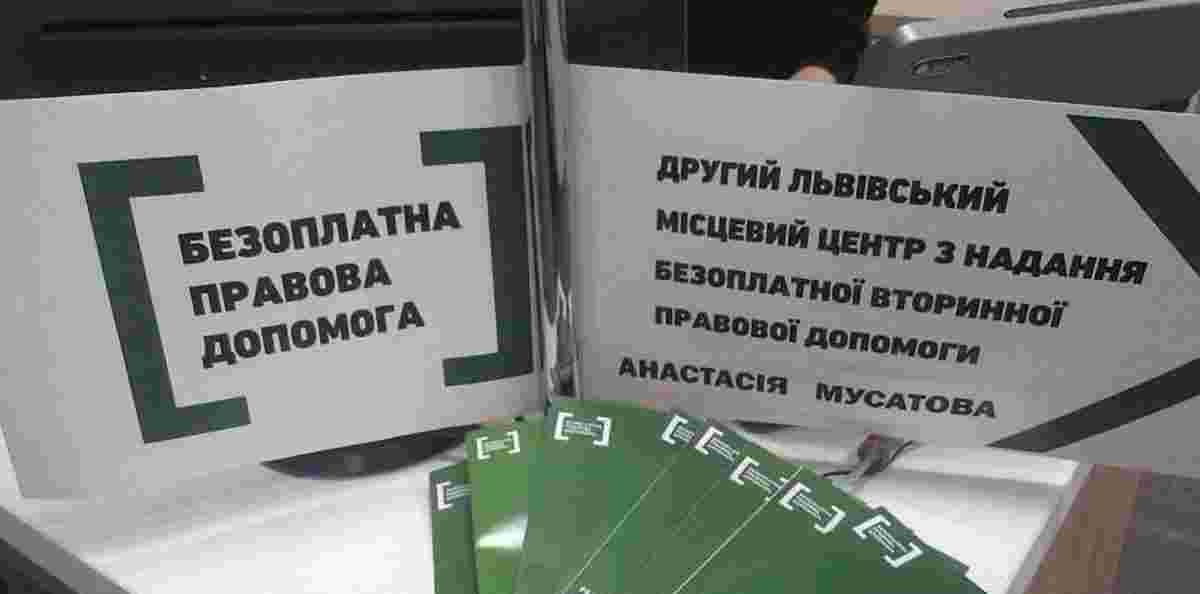 БЕЗОПЛАТНА
ПРАВОВА
ДОПОМОГА
ДРУГИЙ ЛЬВІВСЬКИЙ
МІСЦЕВИЙ ЦЕНТР З НАДАННЯ
БЕЗОПЛАТНОЇ ВТОРИННОЇ
ПРАВОВОЇ ДОПОМОГИ
АНАСТАСІЯ МУСАТОВА